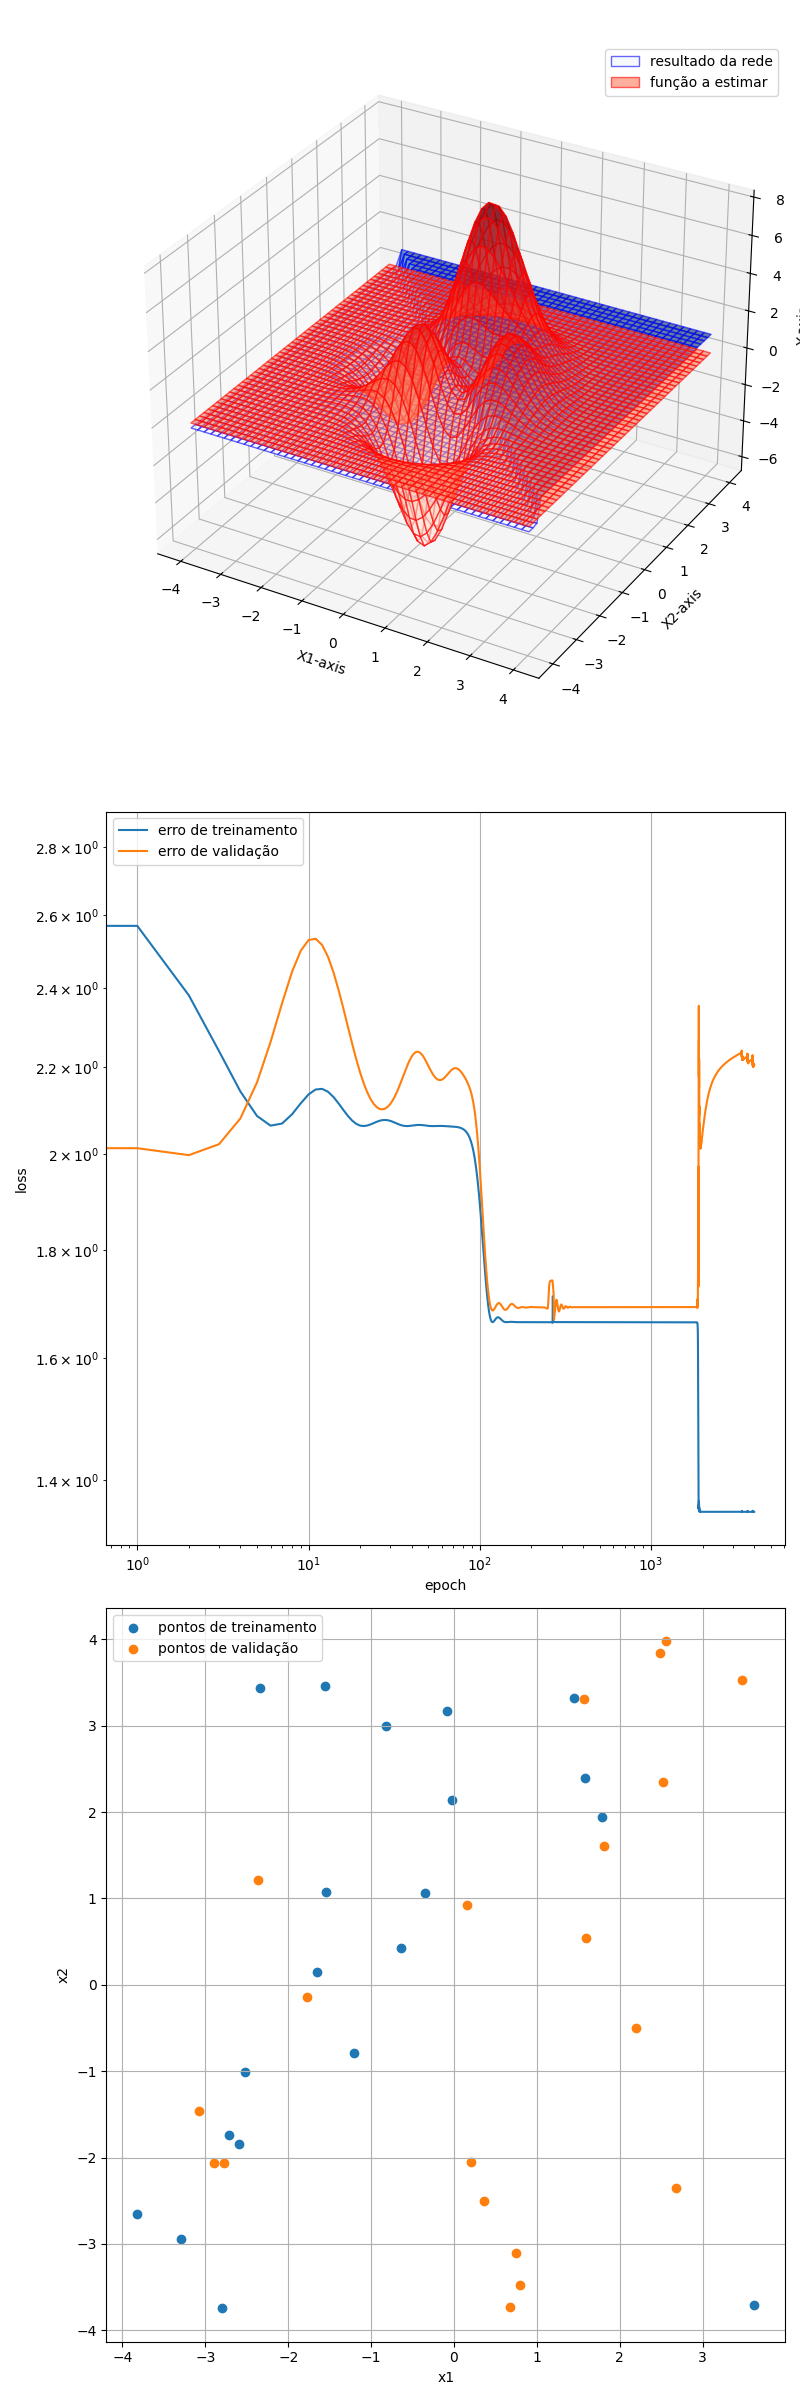 resultado da rede
função a estimar
8
6
4
2
0
−2
−4
−6
−4
−3
−2
−1
0
1
2
3
4
X1-axis
−4
−3
−2
−1
0
1
2
3
4
X2-axis
erro de treinamento
erro de validação
2.8 × 10⁰
2.6 × 10⁰
2.4 × 10⁰
2.2 × 10⁰
2 × 10⁰
1.8 × 10⁰
1.6 × 10⁰
1.4 × 10⁰
loss
10⁰ 10¹ 10² 10³
epoch
pontos de treinamento
pontos de validação
4
3
2
1
0
−1
−2
−3
−4
x2
−4 −3 −2 −1 0 1 2 3
x1